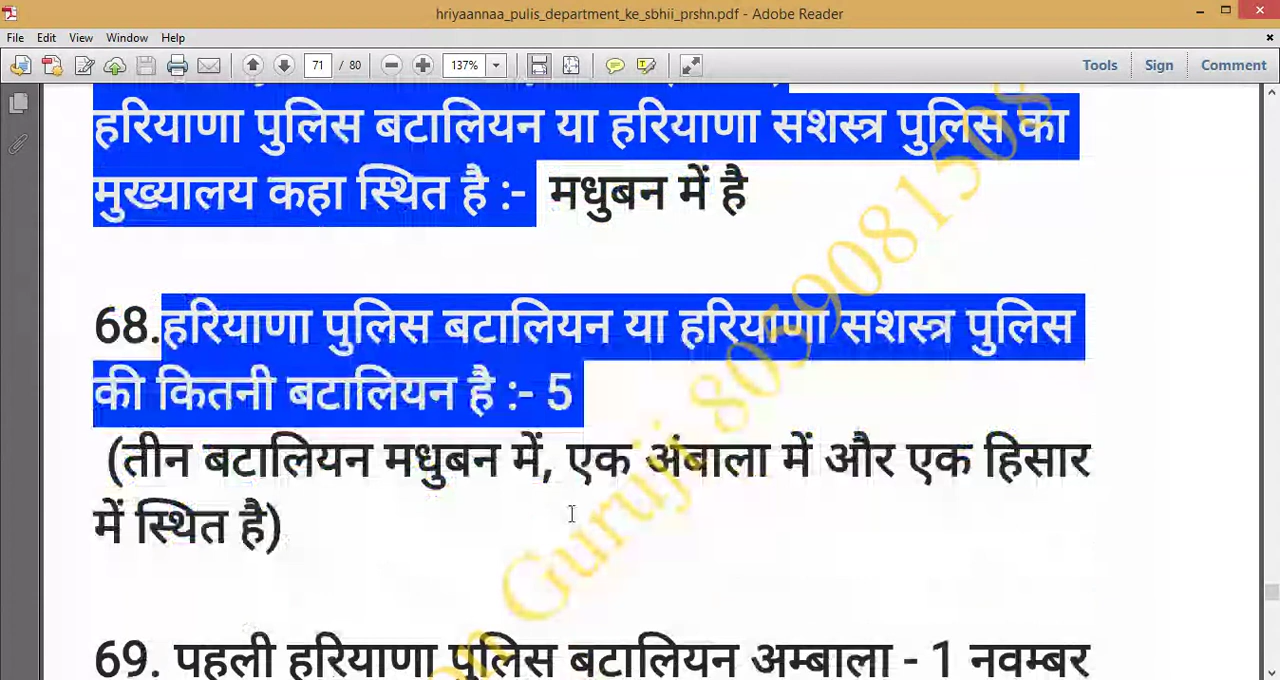 hriyaannaa_pulis_department_ke_sbhii_prshn.pdf - Adobe Reader
File Edit View Window Help
71 / 80 137% Tools Sign Comment
हरियाणा पुलिस बटालियन या हरियाणा सशस्त्र पुलिस का
मुख्यालय कहा स्थित है :- मधुबन में है
68.हरियाणा पुलिस बटालियन या हरियाणा सशस्त्र पुलिस
की कितनी बटालियन है :- 5
(तीन बटालियन मधुबन में, एक अंबाला में और एक हिसार
में स्थित है)
69. पहली हरियाणा पुलिस बटालियन अम्बाला - 1 नवम्बर
Guruji 8059081508